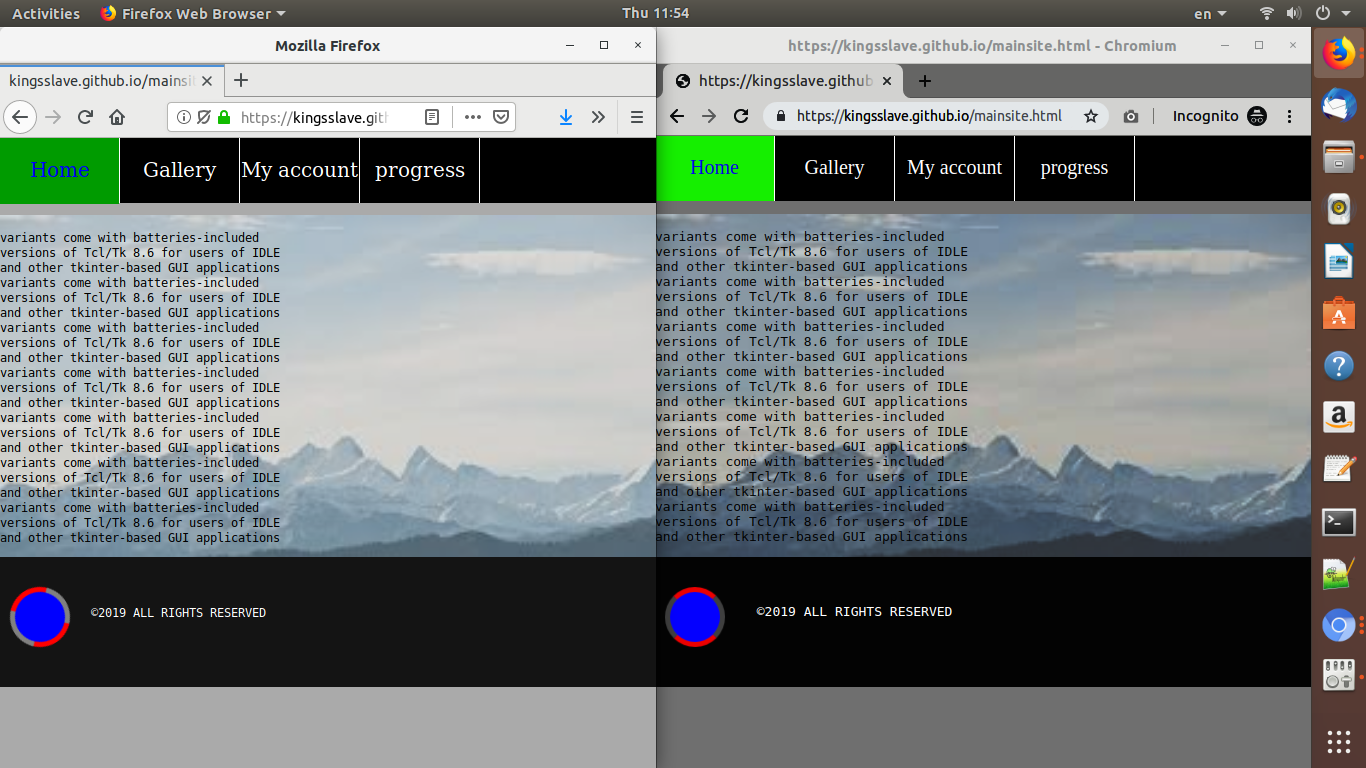 Activities Firefox Web Browser Thu 11:54 en
Mozilla Firefox
kingsslave.github.io/mainsit
https://kingsslave.gith
Home Gallery My account progress
variants come with batteries-included
versions of Tcl/Tk 8.6 for users of IDLE
and other tkinter-based GUI applications
variants come with batteries-included
versions of Tcl/Tk 8.6 for users of IDLE
and other tkinter-based GUI applications
variants come with batteries-included
versions of Tcl/Tk 8.6 for users of IDLE
and other tkinter-based GUI applications
variants come with batteries-included
versions of Tcl/Tk 8.6 for users of IDLE
and other tkinter-based GUI applications
variants come with batteries-included
versions of Tcl/Tk 8.6 for users of IDLE
and other tkinter-based GUI applications
variants come with batteries-included
versions of Tcl/Tk 8.6 for users of IDLE
and other tkinter-based GUI applications
variants come with batteries-included
versions of Tcl/Tk 8.6 for users of IDLE
and other tkinter-based GUI applications
©2019 ALL RIGHTS RESERVED
https://kingsslave.github.io/mainsite.html - Chromium
https://kingsslave.github
https://kingsslave.github.io/mainsite.html Incognito
Home Gallery My account progress
variants come with batteries-included
versions of Tcl/Tk 8.6 for users of IDLE
and other tkinter-based GUI applications
variants come with batteries-included
versions of Tcl/Tk 8.6 for users of IDLE
and other tkinter-based GUI applications
variants come with batteries-included
versions of Tcl/Tk 8.6 for users of IDLE
and other tkinter-based GUI applications
variants come with batteries-included
versions of Tcl/Tk 8.6 for users of IDLE
and other tkinter-based GUI applications
variants come with batteries-included
versions of Tcl/Tk 8.6 for users of IDLE
and other tkinter-based GUI applications
variants come with batteries-included
versions of Tcl/Tk 8.6 for users of IDLE
and other tkinter-based GUI applications
variants come with batteries-included
versions of Tcl/Tk 8.6 for users of IDLE
and other tkinter-based GUI applications
©2019 ALL RIGHTS RESERVED